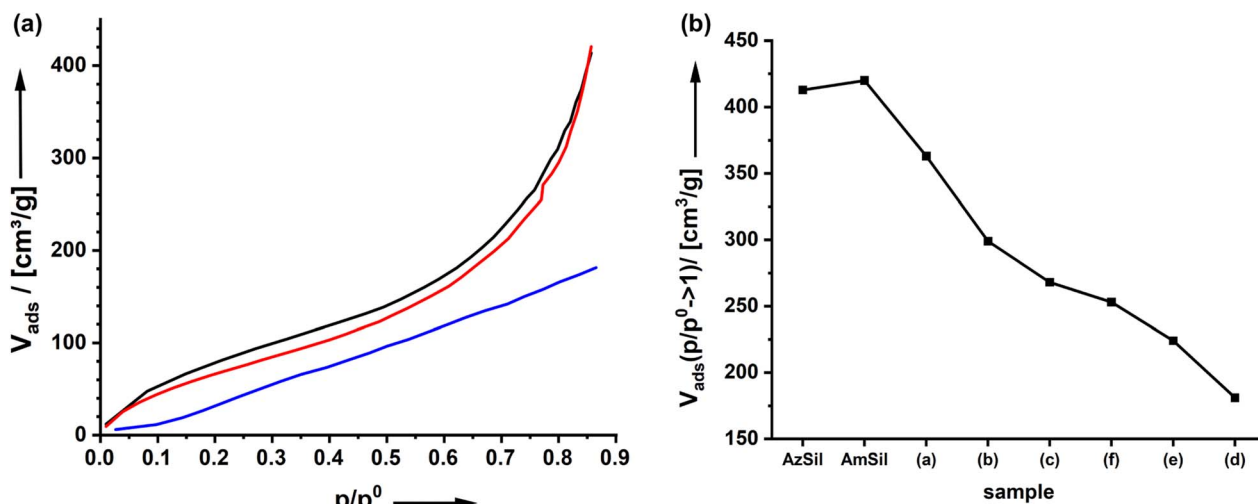 (a)
V_ads / [cm³/g]
400
300
200
100
0
0.0 0.1 0.2 0.3 0.4 0.5 0.6 0.7 0.8 0.9
p/p⁰
(b)
V_ads(p/p⁰->1)/ [cm³/g]
450
400
350
300
250
200
150
AzSil AmSil (a) (b) (c) (f) (e) (d)
sample